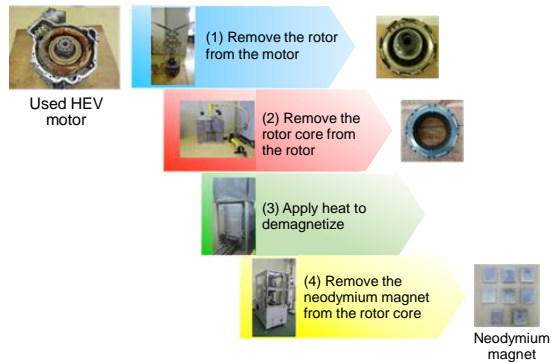 (1) Remove the rotor
from the motor
Used HEV
motor
(2) Remove the
rotor core from
the rotor
(3) Apply heat to
demagnetize
(4) Remove the
neodymium magnet
from the rotor core
Neodymium
magnet